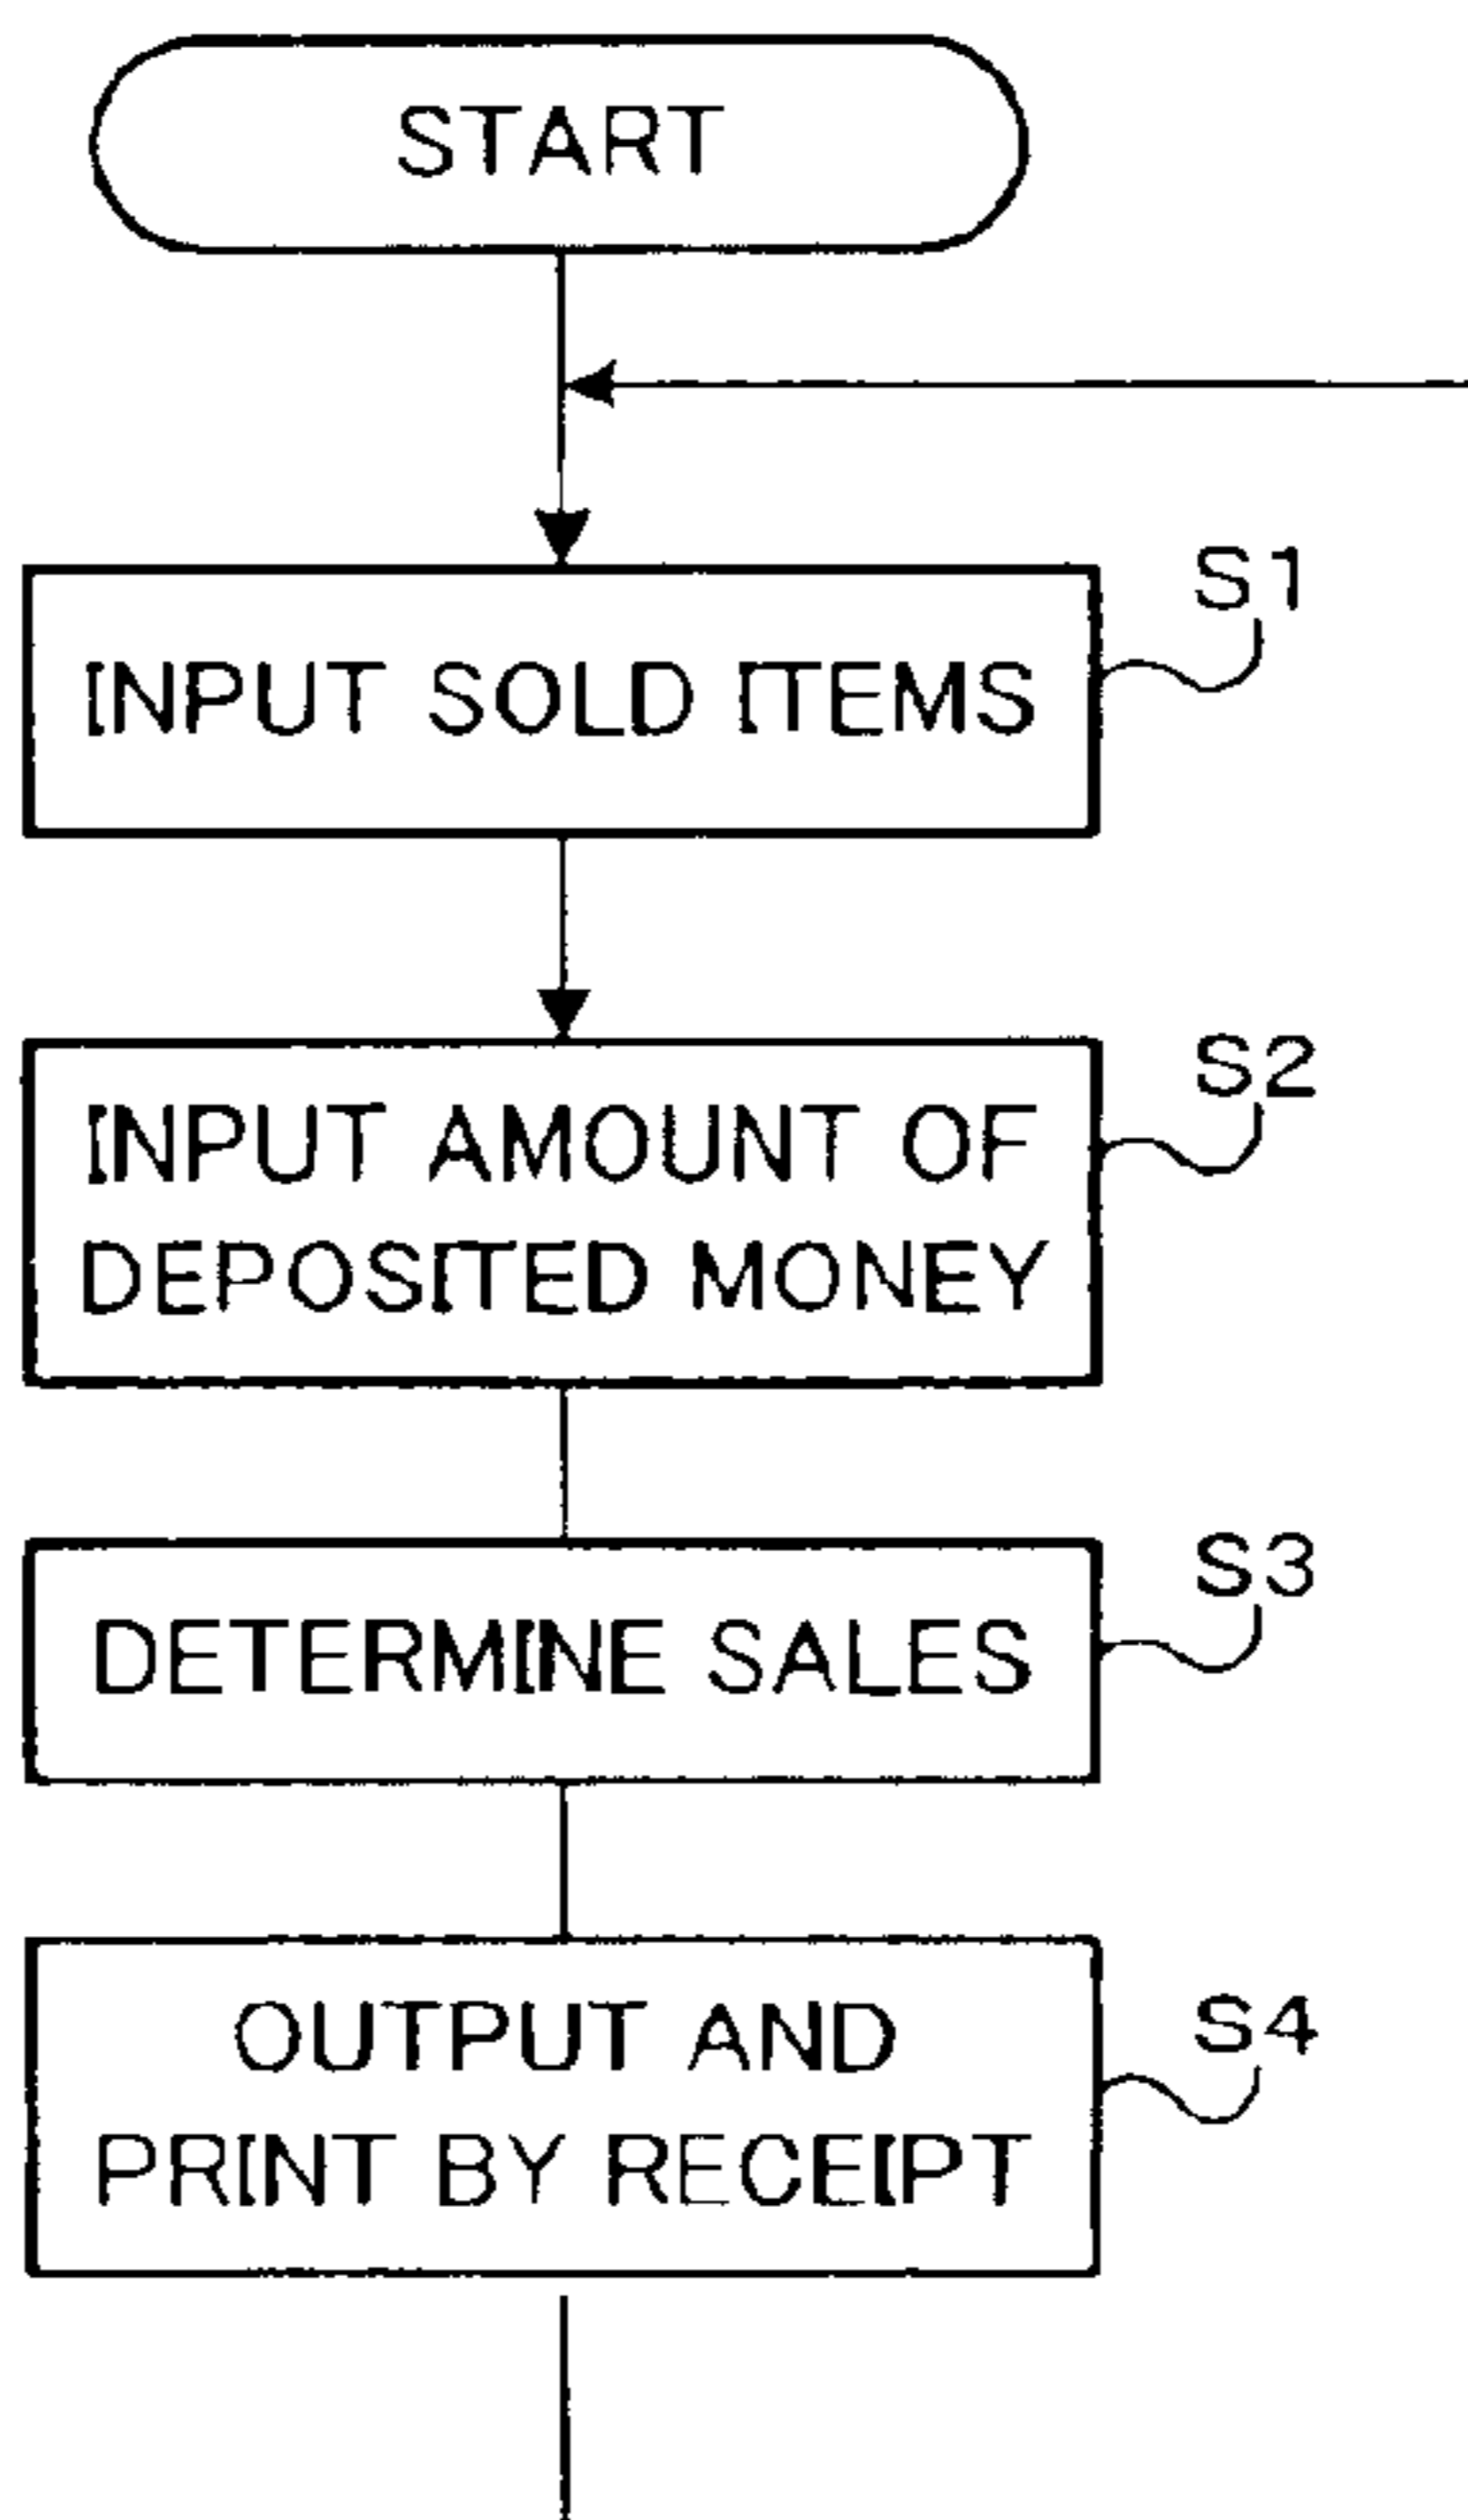 START
S1
INPUT SOLD ITEMS
S2
INPUT AMOUNT OF
DEPOSITED MONEY
S3
DETERMINE SALES
S4
OUTPUT AND
PRINT BY RECEIPT